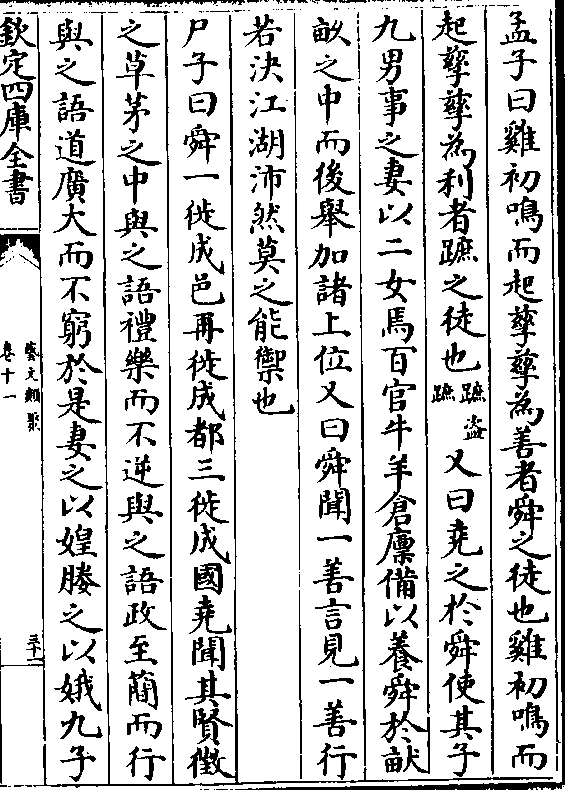 孟子曰雞初鳴而起孶孶為善者舜之徒也雞初鳴而
起孶孶為利者蹠之徒也蹠盗蹠又曰堯之於舜使其子
九男事之妻以二女焉百官牛羊倉廩備以養舜於畎
畝之中而後舉加諸上位又曰舜聞一善言見一善行
若決江湖沛然莫之能禦也
尸子曰舜一徙成邑再徙成都三徙成國堯聞其賢徵
之草茅之中與之語禮樂而不逆與之語政至簡而行
與之語道廣大而不窮於是妻之以媓媵之以娥九子
欽定四庫全書
藝文類聚
卷十一
三十一